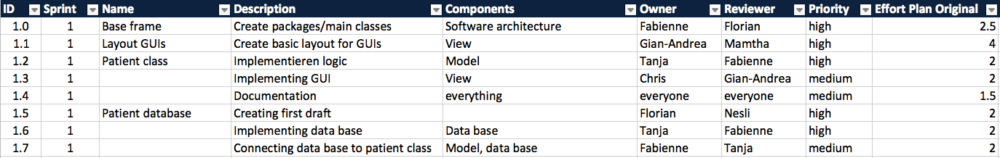 ID Sprint Name Description Components Owner Reviewer Priority Effort Plan Original
1.0 1 Base frame Create packages/main classes Software architecture Fabienne Florian high 2.5
1.1 1 Layout GUIs Create basic layout for GUIs View Gian-Andrea Mamtha high 4
1.2 1 Patient class Implementieren logic Model Tanja Fabienne high 2
1.3 1 Implementing GUI View Chris Gian-Andrea medium 2
1.4 1 Documentation everything everyone everyone medium 1.5
1.5 1 Patient database Creating first draft Florian Nesli high 2
1.6 1 Implementing data base Data base Tanja Fabienne high 2
1.7 1 Connecting data base to patient class Model, data base Fabienne Tanja medium 2